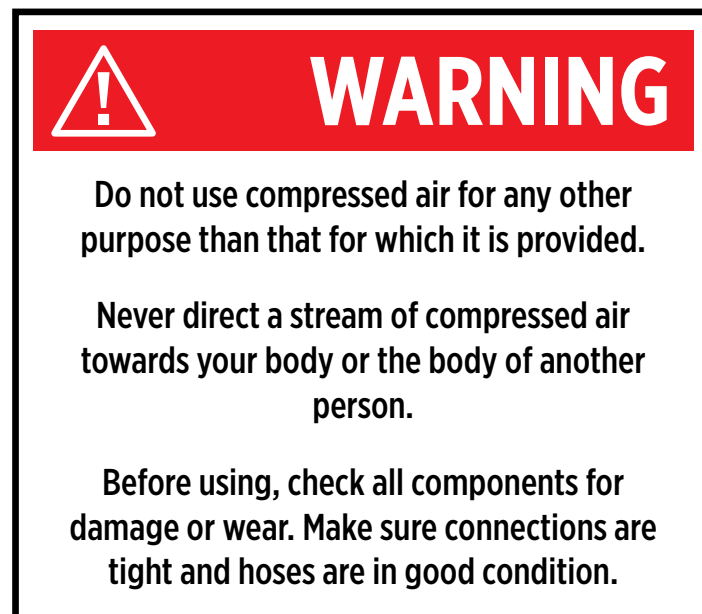 WARNING
Do not use compressed air for any other
purpose than that for which it is provided.
Never direct a stream of compressed air
towards your body or the body of another
person.
Before using, check all components for
damage or wear. Make sure connections are
tight and hoses are in good condition.